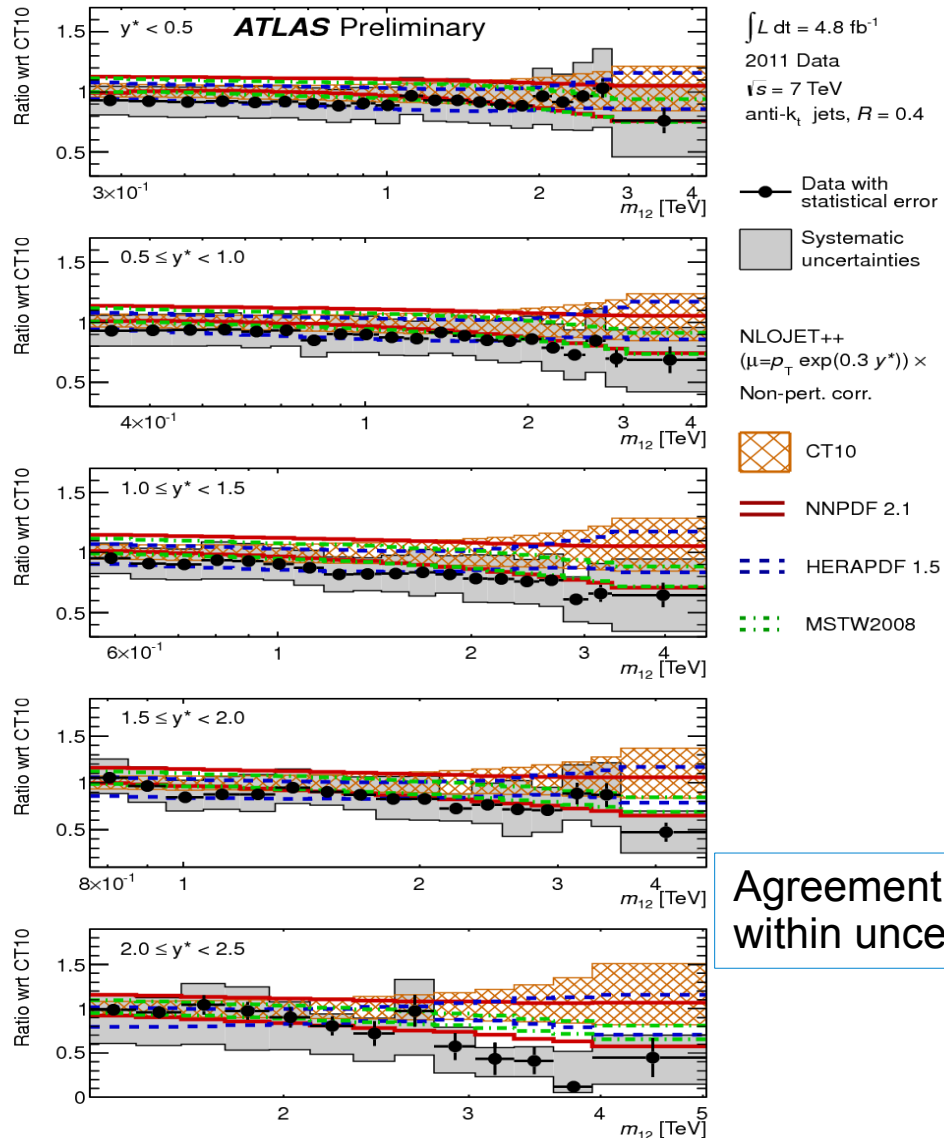 y* < 0.5
ATLAS Preliminary
Ratio wrt CT10
1.5
1
0.5
3×10⁻¹
1
2
3
4
m₁₂ [TeV]
0.5 ≤ y* < 1.0
Ratio wrt CT10
1.5
1
0.5
4×10⁻¹
1
2
3
4
m₁₂ [TeV]
1.0 ≤ y* < 1.5
Ratio wrt CT10
1.5
1
0.5
6×10⁻¹
1
2
3
4
m₁₂ [TeV]
1.5 ≤ y* < 2.0
Ratio wrt CT10
1.5
1
0.5
8×10⁻¹
1
2
3
4
m₁₂ [TeV]
2.0 ≤ y* < 2.5
Ratio wrt CT10
1.5
1
0.5
0
2
3
4
5
m₁₂ [TeV]
∫L dt = 4.8 fb⁻¹
2011 Data
√s = 7 TeV
anti-kₜ jets, R = 0.4
Data with
statistical error
Systematic
uncertainties
NLOJET++
(μ=p_T exp(0.3 y*)) ×
Non-pert. corr.
CT10
NNPDF 2.1
HERAPDF 1.5
MSTW2008
Agreement
within unce